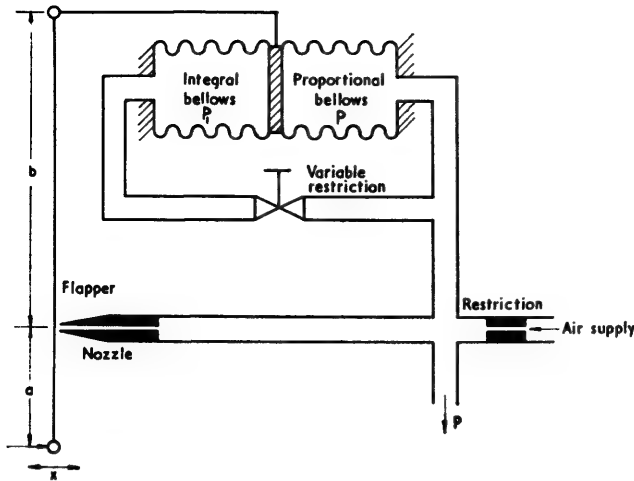 Integral
bellows
P₁
Proportional
bellows
P
Variable
restriction
b
Flapper
Restriction
Air supply
Nozzle
a
P
x